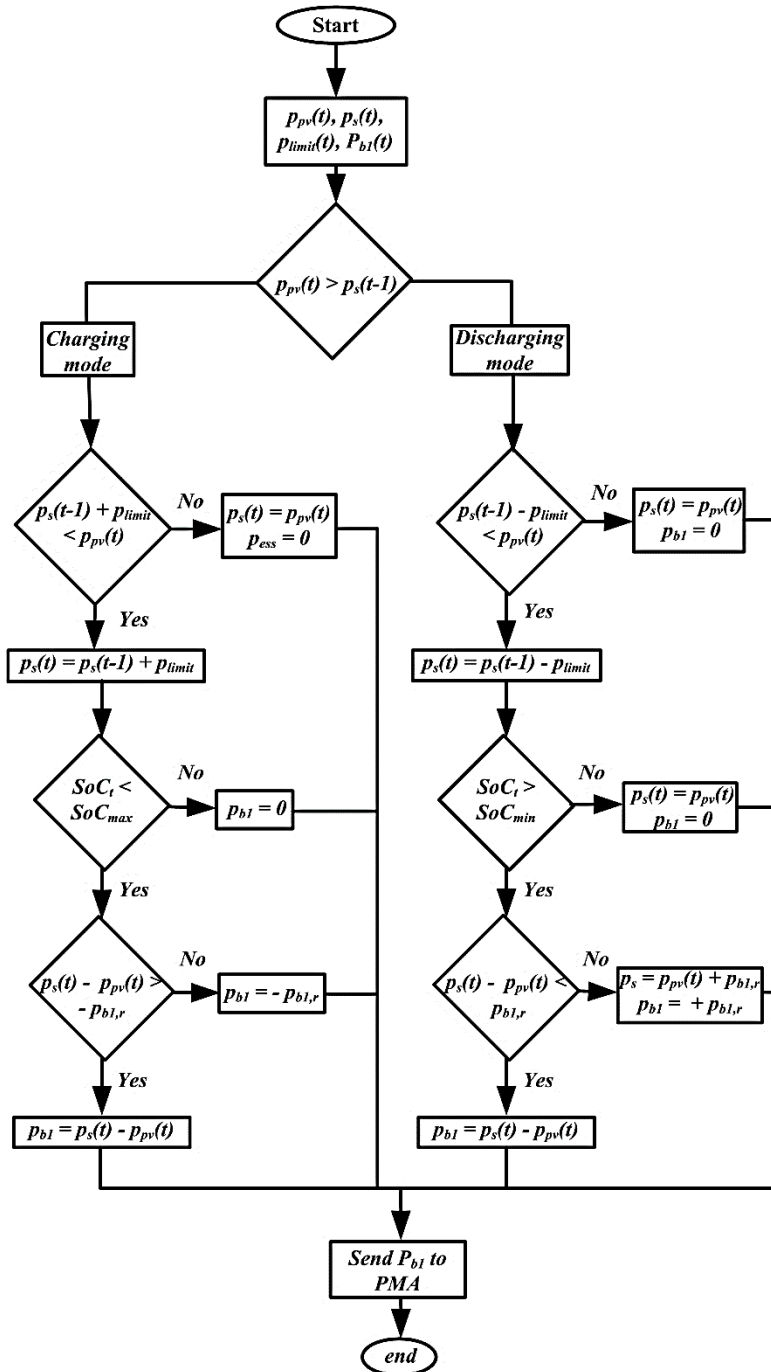 Start
p_pv(t), p_s(t),
p_limit(t), P_b1(t)
p_pv(t) > p_s(t-1)
Charging
mode
Discharging
mode
p_s(t-1) + p_limit
< p_pv(t)
No
p_s(t) = p_pv(t)
p_ess = 0
Yes
p_s(t) = p_s(t-1) + p_limit
SoC_t <
SoC_max
No
p_b1 = 0
Yes
p_s(t) - p_pv(t) >
- p_b1,r
No
p_b1 = - p_b1,r
Yes
p_b1 = p_s(t) - p_pv(t)
p_s(t-1) - p_limit
< p_pv(t)
No
p_s(t) = p_pv(t)
p_b1 = 0
Yes
p_s(t) = p_s(t-1) - p_limit
SoC_t >
SoC_min
No
p_s(t) = p_pv(t)
p_b1 = 0
Yes
p_s(t) - p_pv(t) <
p_b1,r
No
p_s = p_pv(t) + p_b1,r
p_b1 = + p_b1,r
Yes
p_b1 = p_s(t) - p_pv(t)
Send P_b1 to
PMA
end